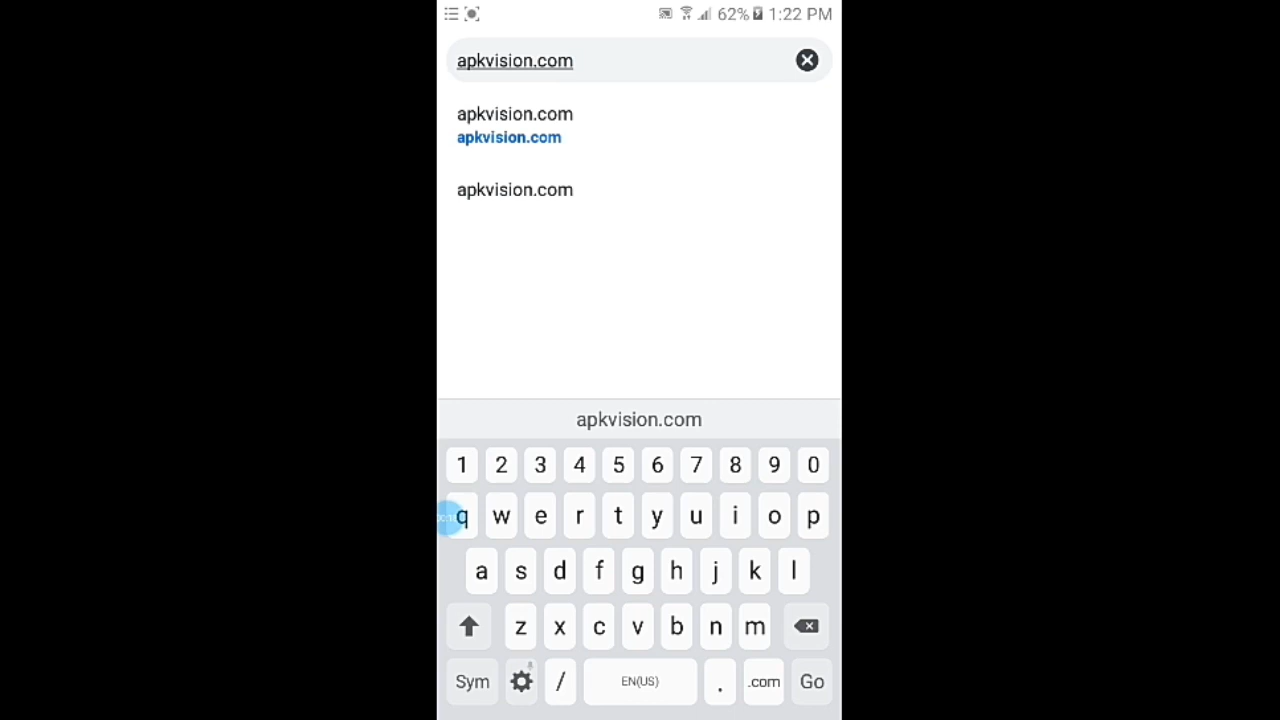 62% 1:22 PM
apkvision.com
apkvision.com
apkvision.com
apkvision.com
apkvision.com
1 2 3 4 5 6 7 8 9 0
q w e r t y u i o p
a s d f g h j k l
z x c v b n m
Sym / EN(US) . .com Go